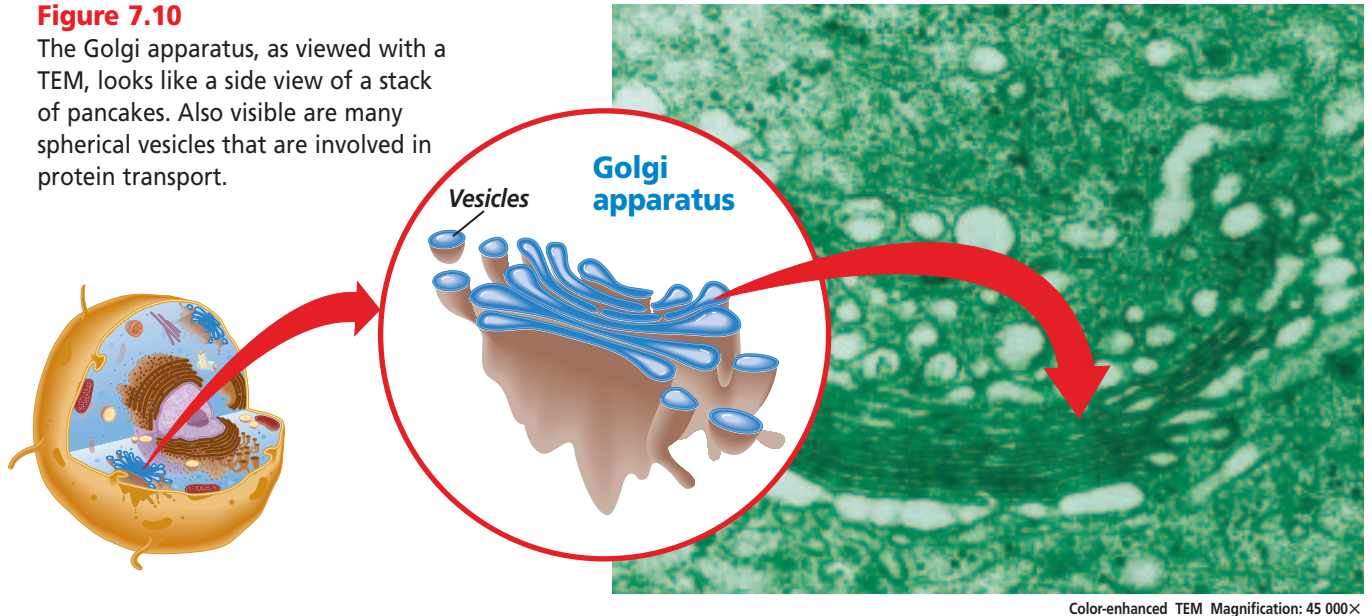 Figure 7.10
The Golgi apparatus, as viewed with a
TEM, looks like a side view of a stack
of pancakes. Also visible are many
spherical vesicles that are involved in
protein transport.
Vesicles
Golgi
apparatus
Color-enhanced TEM Magnification: 45 000×